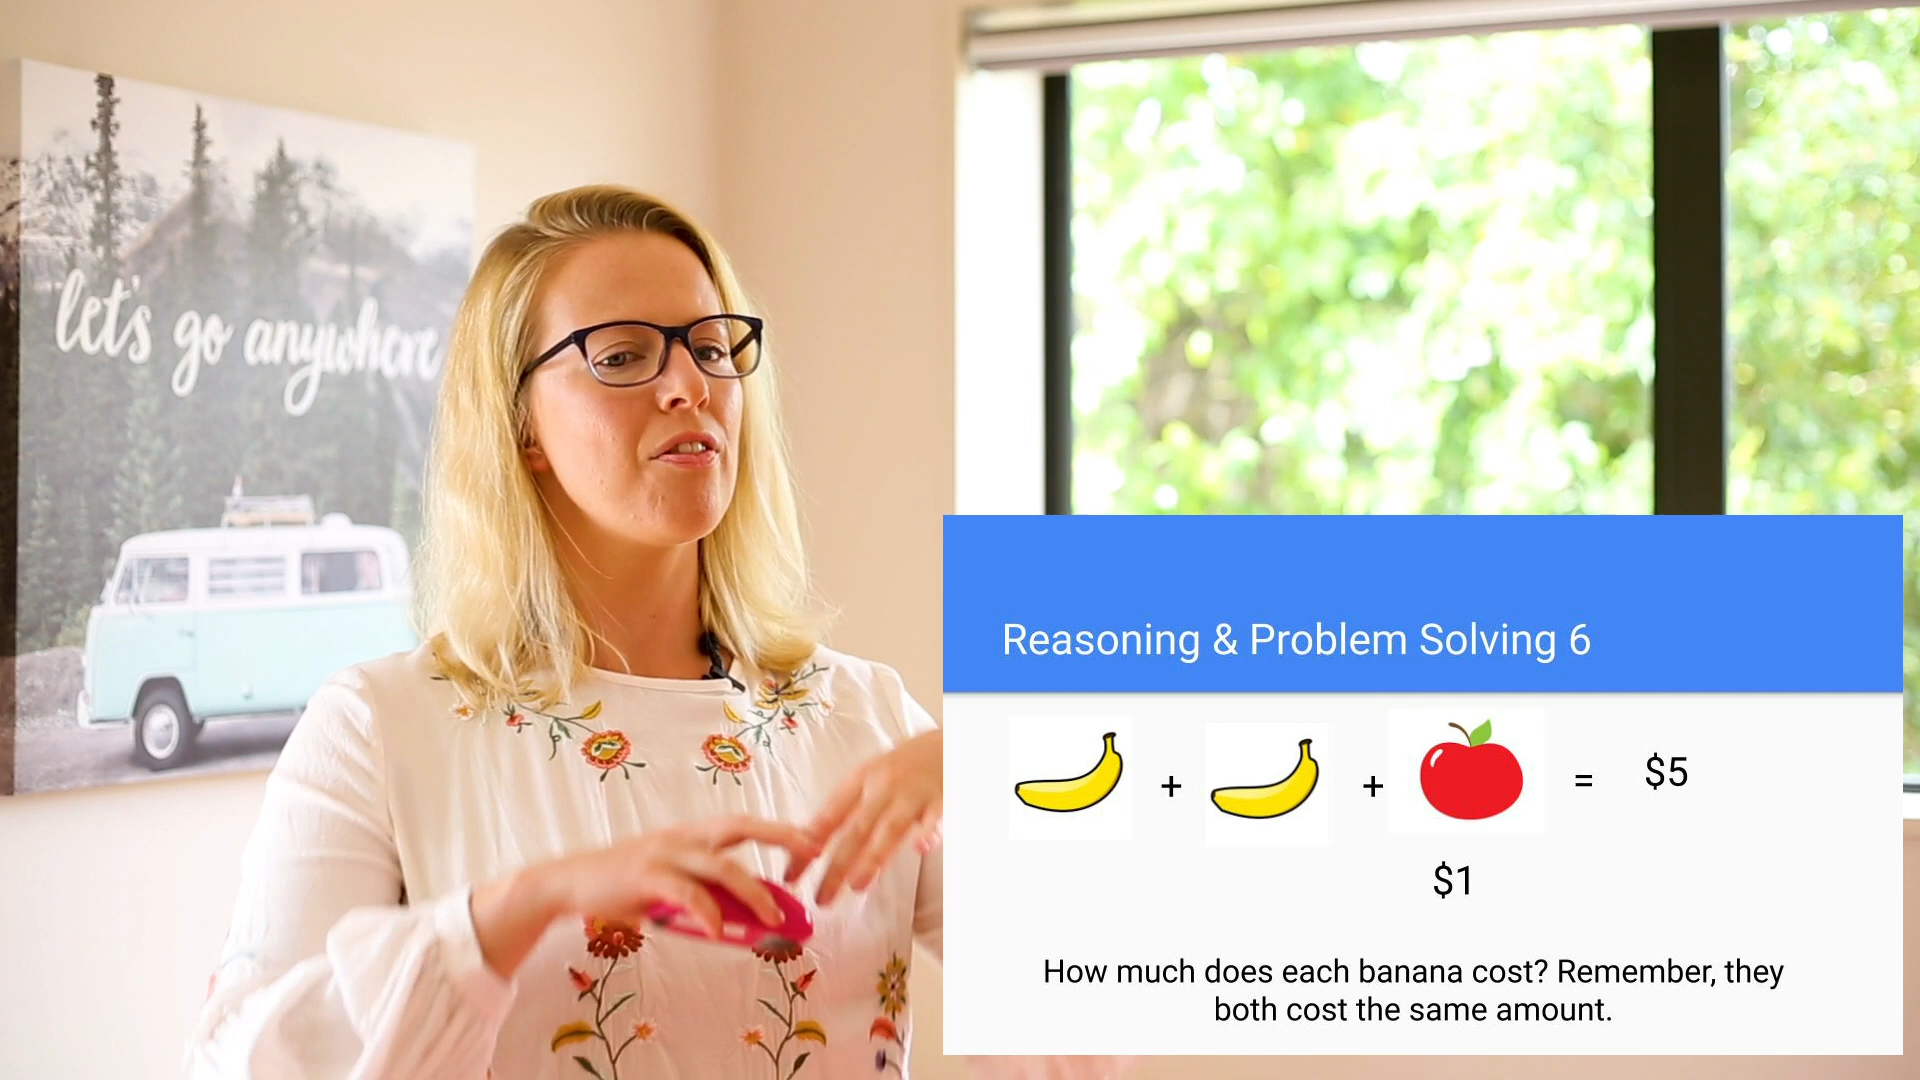 let's go anywhere
Reasoning & Problem Solving 6
+ + = $5
$1
How much does each banana cost? Remember, they
both cost the same amount.